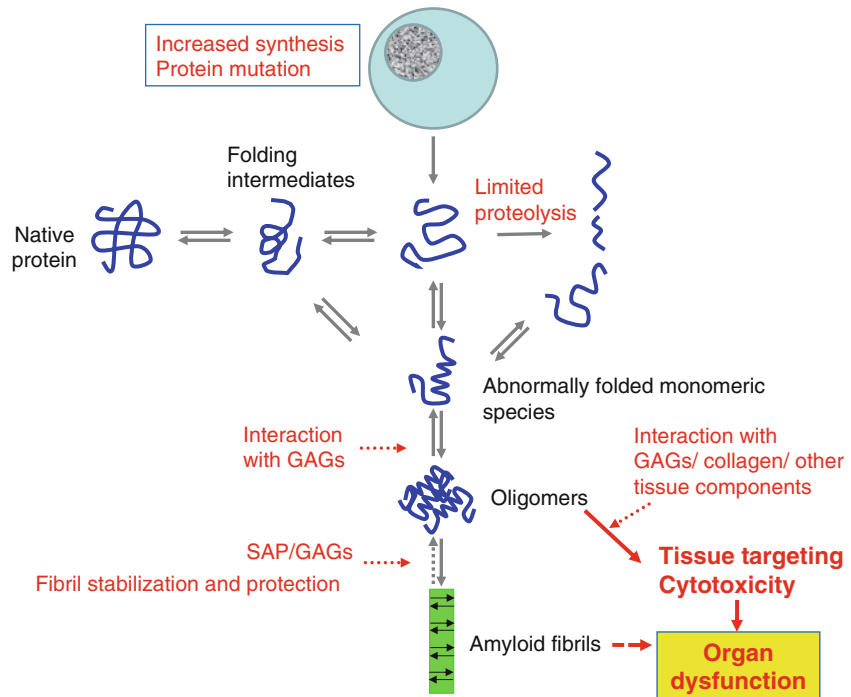 Increased synthesis
Protein mutation
Folding
intermediates
Limited
proteolysis
Native
protein
Abnormally folded monomeric
species
Interaction
with GAGs
Interaction with
GAGs/ collagen/ other
tissue components
Oligomers
SAP/GAGs
Fibril stabilization and protection
Tissue targeting
Cytotoxicity
Amyloid fibrils
Organ
dysfunction